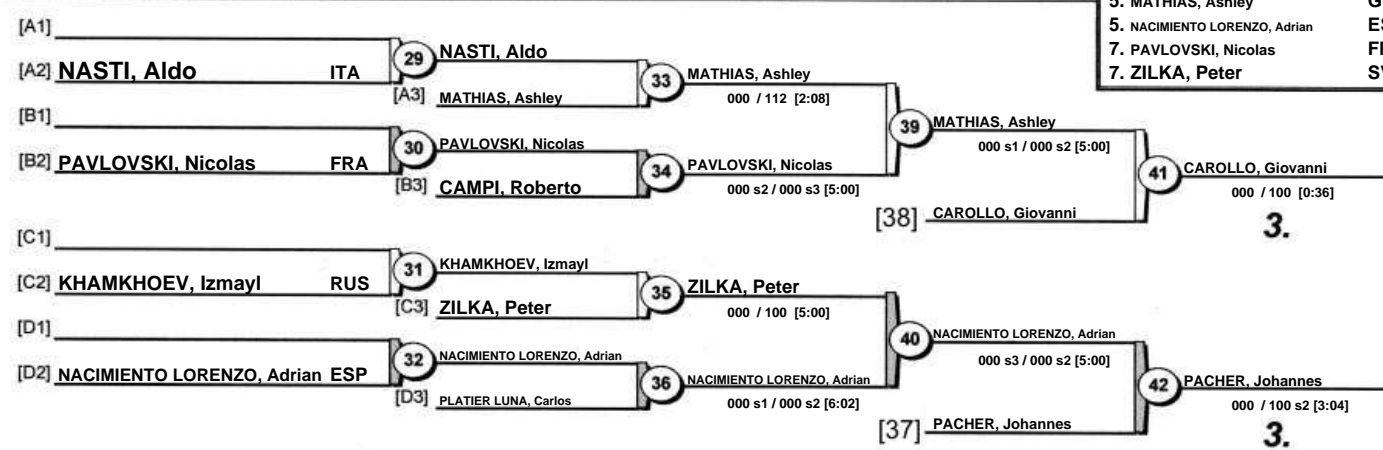 5. MATHIAS, Ashley G
5. NACIMIENTO LORENZO, Adrian ES
7. PAVLOVSKI, Nicolas
7. ZILKA, Peter
[A1]
[A2] NASTI, Aldo ITA
29
NASTI, Aldo
[A3] MATHIAS, Ashley
33
MATHIAS, Ashley
000 / 112 [2:08]
[B1]
[B2] PAVLOVSKI, Nicolas FRA
30
PAVLOVSKI, Nicolas
[B3] CAMPI, Roberto
34
PAVLOVSKI, Nicolas
000 s2 / 000 s3 [5:00]
39
MATHIAS, Ashley
000 s1 / 000 s2 [5:00]
[38] CAROLLO, Giovanni
41
CAROLLO, Giovanni
000 / 100 [0:36]
3.
[C1]
[C2] KHAMKHOEV, Izmayl RUS
31
KHAMKHOEV, Izmayl
[C3] ZILKA, Peter
35
ZILKA, Peter
000 / 100 [5:00]
[D1]
[D2] NACIMIENTO LORENZO, Adrian ESP
32
NACIMIENTO LORENZO, Adrian
[D3] PLATIER LUNA, Carlos
36
NACIMIENTO LORENZO, Adrian
000 s1 / 000 s2 [6:02]
40
NACIMIENTO LORENZO, Adrian
000 s3 / 000 s2 [5:00]
[37] PACHER, Johannes
42
PACHER, Johannes
000 / 100 s2 [3:04]
3.